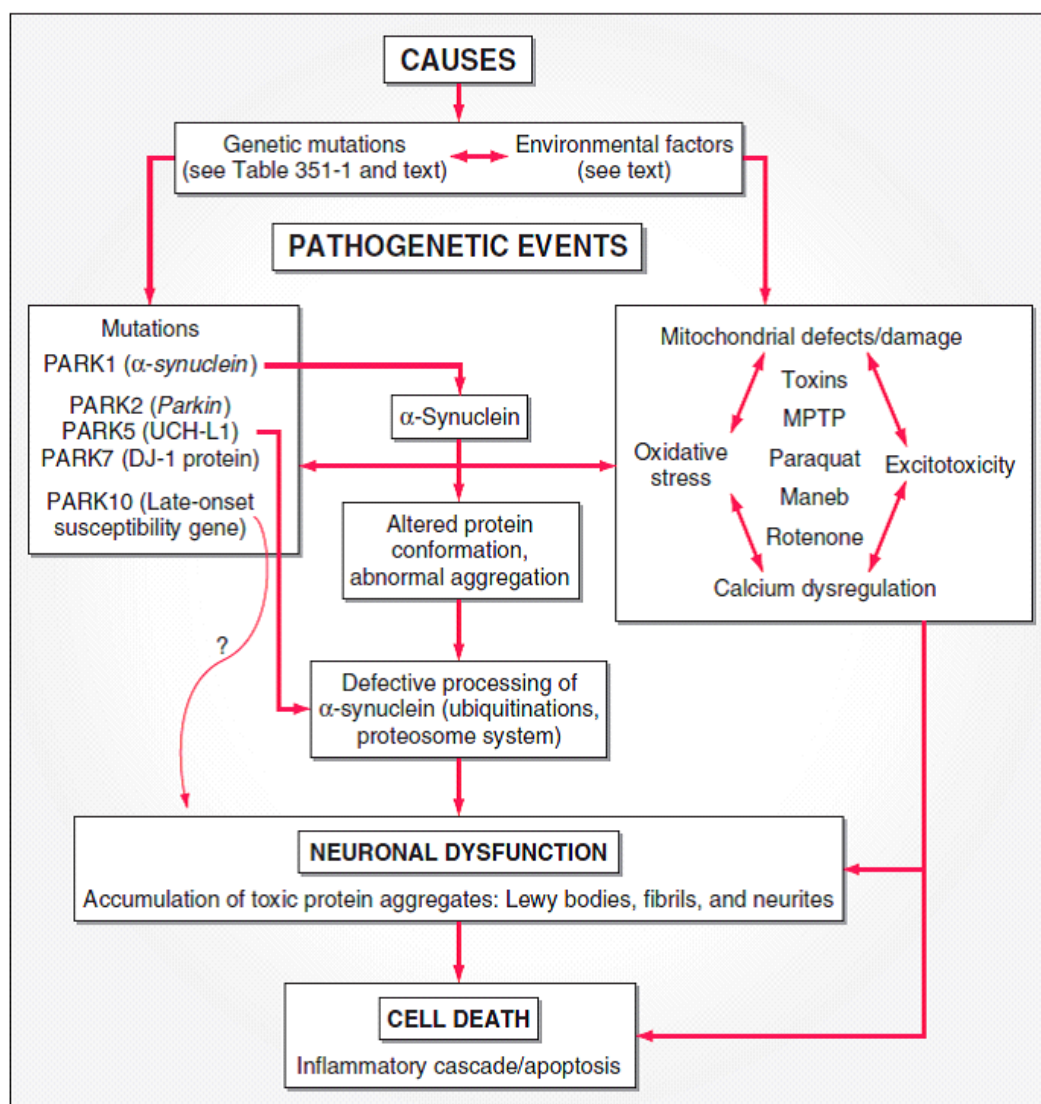 CAUSES
Genetic mutations
(see Table 351-1 and text)
Environmental factors
(see text)
PATHOGENETIC EVENTS
Mutations
PARK1 (α-synuclein)
PARK2 (Parkin)
PARK5 (UCH-L1)
PARK7 (DJ-1 protein)
PARK10 (Late-onset
susceptibility gene)
?
α-Synuclein
Altered protein
conformation,
abnormal aggregation
Defective processing of
α-synuclein (ubiquitinations,
proteosome system)
Mitochondrial defects/damage
Toxins
MPTP
Paraquat
Maneb
Rotenone
Oxidative
stress
Excitotoxicity
Calcium dysregulation
NEURONAL DYSFUNCTION
Accumulation of toxic protein aggregates: Lewy bodies, fibrils, and neurites
CELL DEATH
Inflammatory cascade/apoptosis